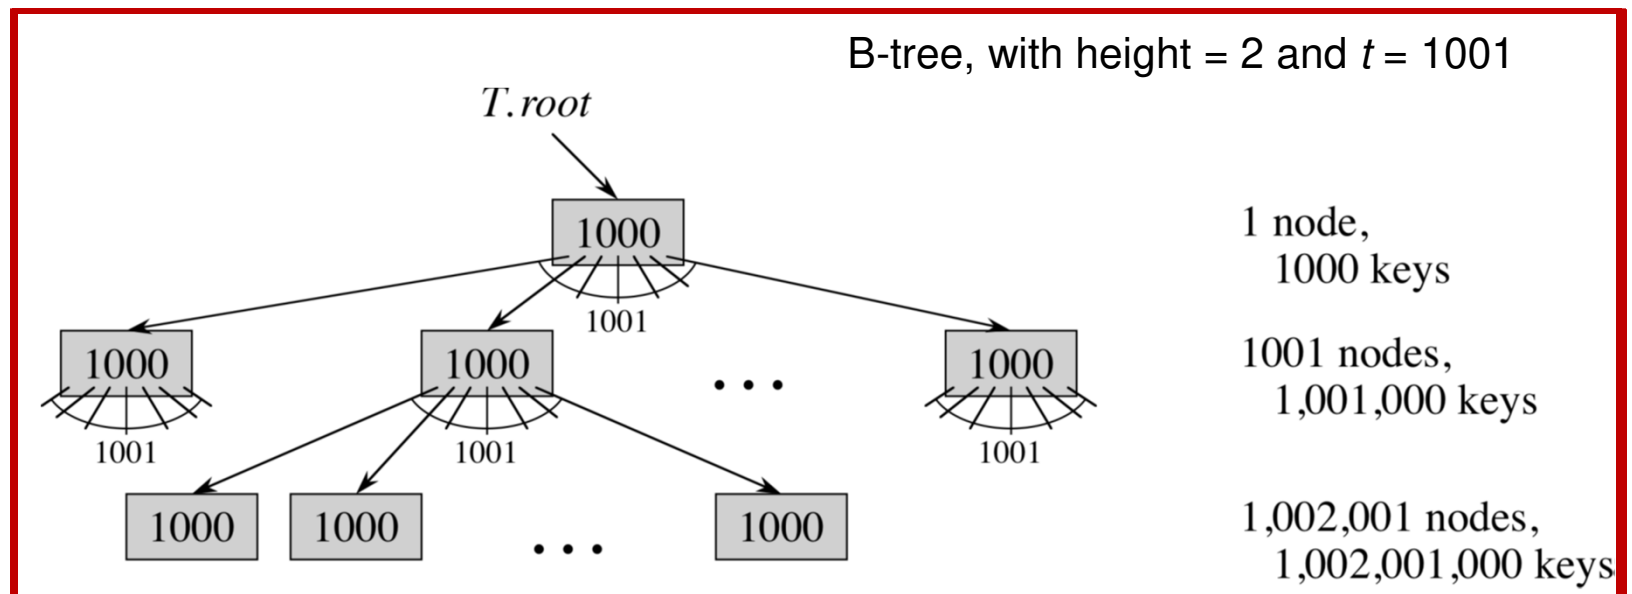 B-tree, with height = 2 and t = 1001
T.root
1000
1 node,
1000 keys
1001
1000 1000 ... 1000
1001 nodes,
1,001,000 keys
1001 1001 1001
1000 1000 ... 1000
1,002,001 nodes,
1,002,001,000 keys